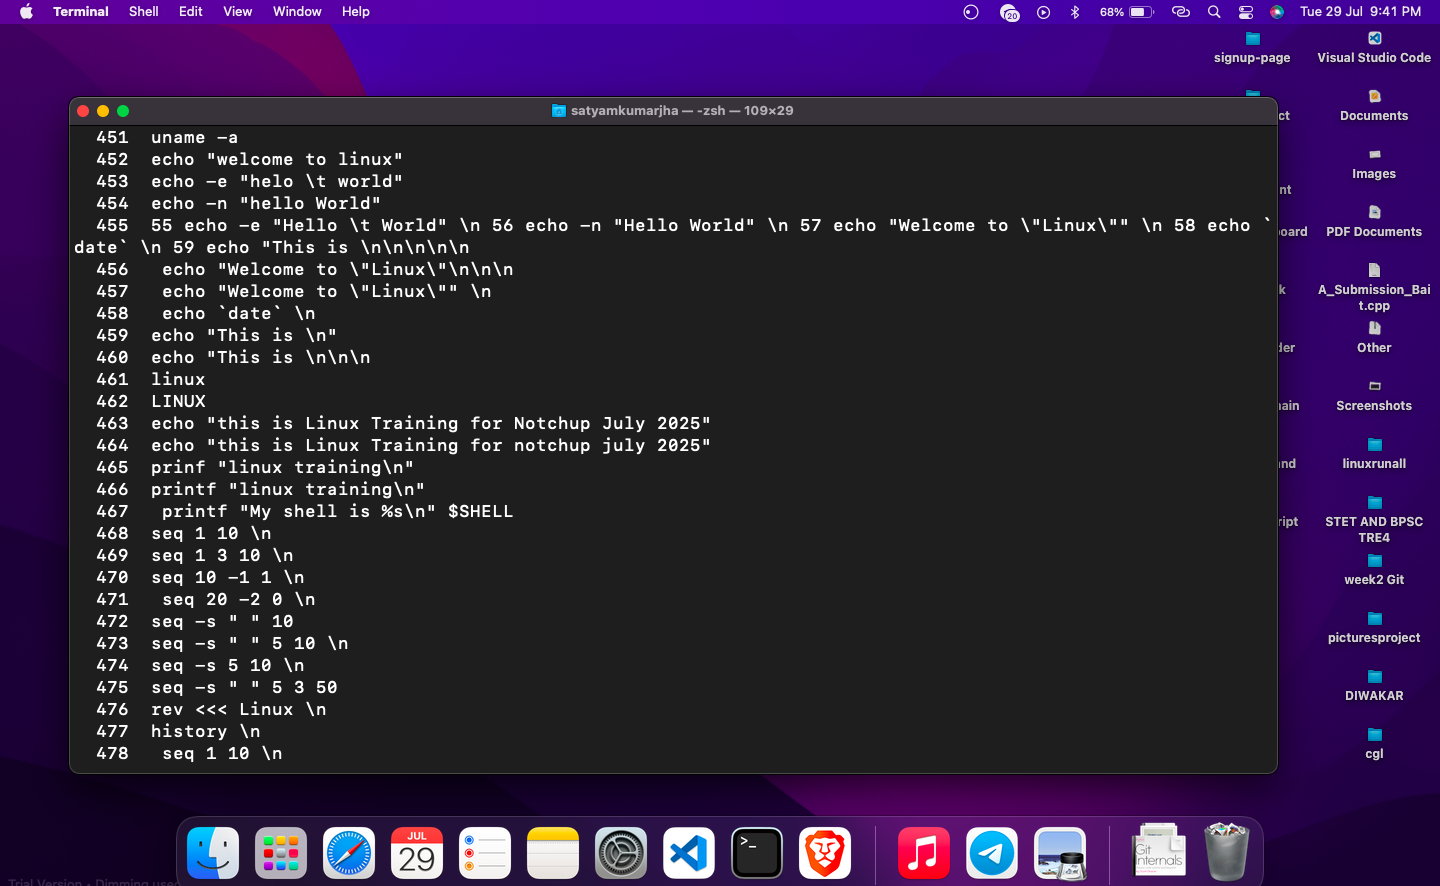 Terminal Shell Edit View Window Help 20 68% Tue 29 Jul 9:41 PM
signup-page Visual Studio Code
satyamkumarjha — -zsh — 109×29
ct Documents
nt Images
board PDF Documents
k A_Submission_Bai
t.cpp
der Other
nain Screenshots
and linuxrunall
ript STET AND BPSC
TRE4
week2 Git
picturesproject
DIWAKAR
cgl
451 uname -a
452 echo "welcome to linux"
453 echo -e "helo \t world"
454 echo -n "hello World"
455 55 echo -e "Hello \t World" \n 56 echo -n "Hello World" \n 57 echo "Welcome to \"Linux\"" \n 58 echo `
date` \n 59 echo "This is \n\n\n\n\n
456  echo "Welcome to \"Linux\"\n\n\n
457  echo "Welcome to \"Linux\"" \n
458  echo `date` \n
459 echo "This is \n"
460 echo "This is \n\n\n
461 linux
462 LINUX
463 echo "this is Linux Training for Notchup July 2025"
464 echo "this is Linux Training for notchup july 2025"
465 prinf "linux training\n"
466 printf "linux training\n"
467  printf "My shell is %s\n" $SHELL
468 seq 1 10 \n
469 seq 1 3 10 \n
470 seq 10 -1 1 \n
471  seq 20 -2 0 \n
472 seq -s " " 10
473 seq -s " " 5 10 \n
474 seq -s 5 10 \n
475 seq -s " " 5 3 50
476 rev <<< Linux \n
477 history \n
478  seq 1 10 \n
JUL
29
>_
Git
Internals
Trial Version · Dimming used